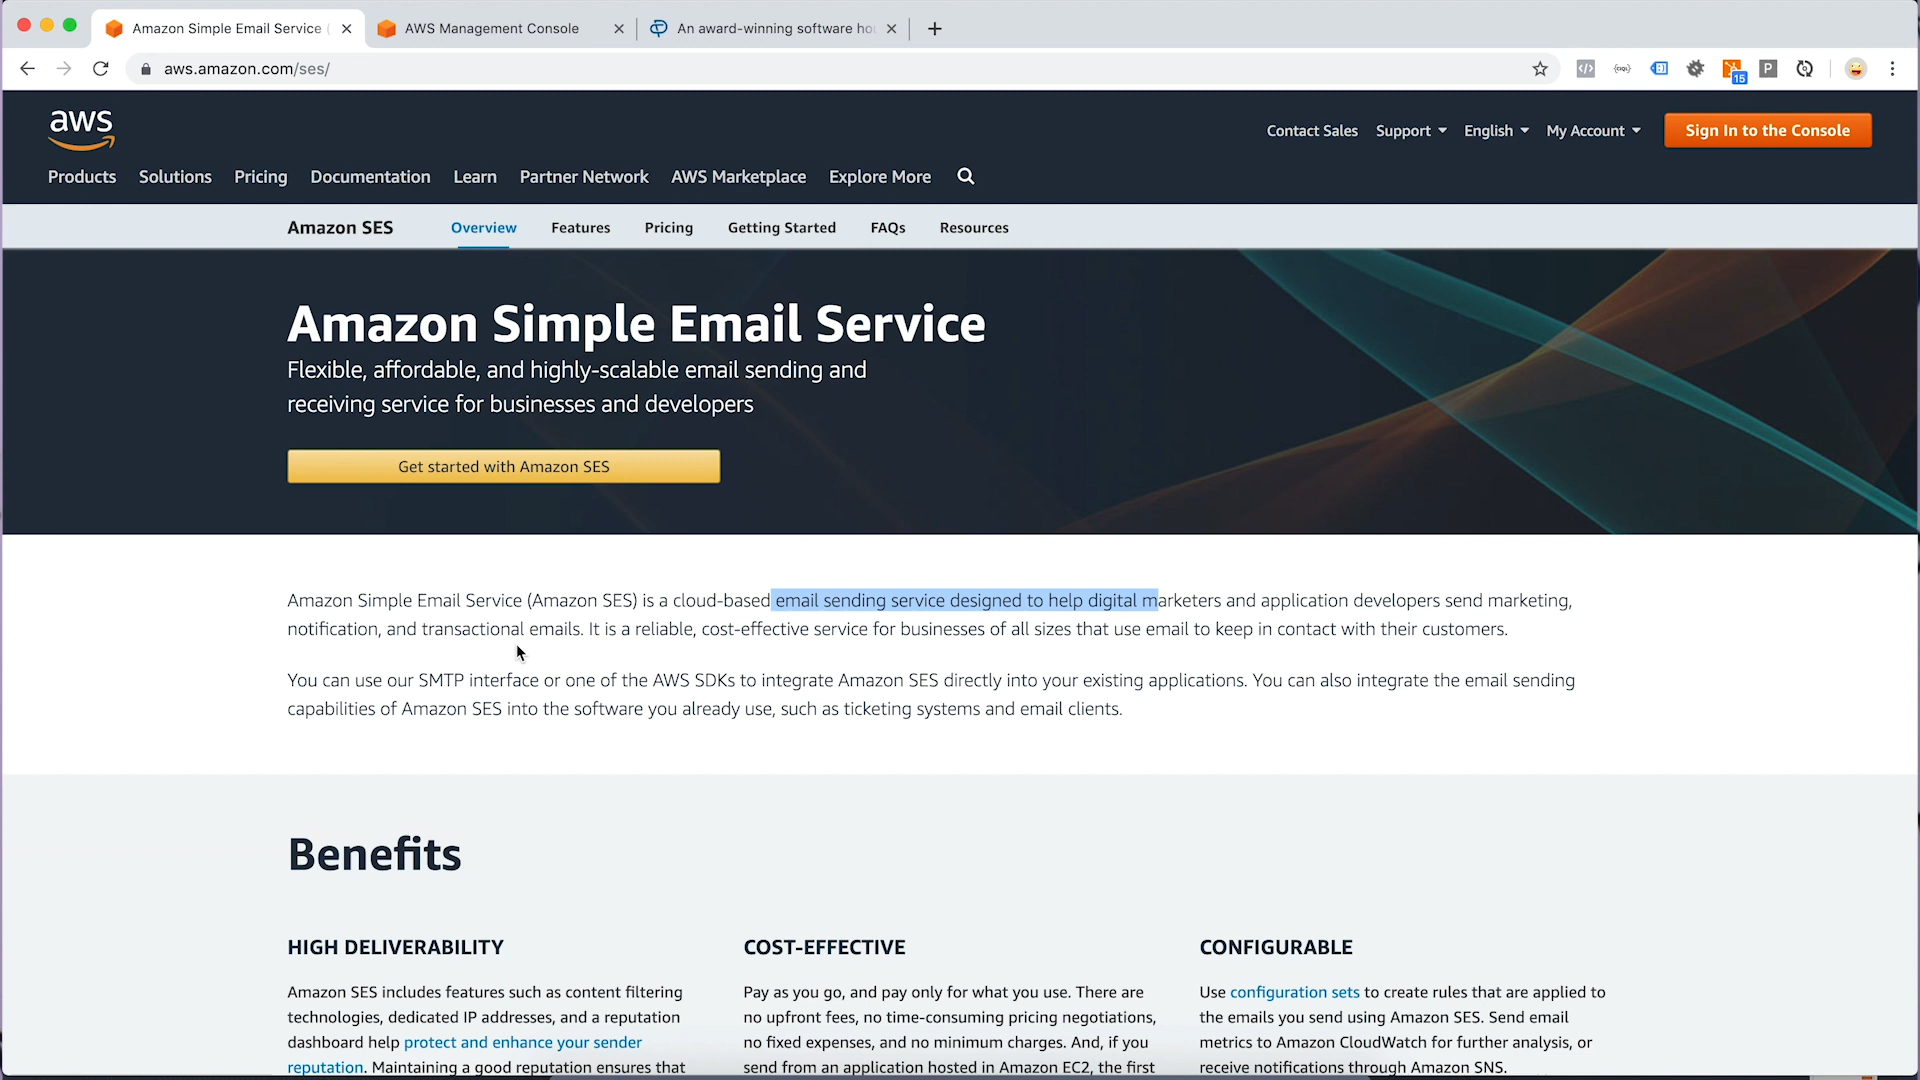 Amazon Simple Email Service (
AWS Management Console
An award-winning software hou
aws.amazon.com/ses/
15
P
aws
Contact Sales
Support
English
My Account
Sign In to the Console
Products
Solutions
Pricing
Documentation
Learn
Partner Network
AWS Marketplace
Explore More
Amazon SES
Overview
Features
Pricing
Getting Started
FAQs
Resources
Amazon Simple Email Service
Flexible, affordable, and highly-scalable email sending and
receiving service for businesses and developers
Get started with Amazon SES
Amazon Simple Email Service (Amazon SES) is a cloud-based email sending service designed to help digital marketers and application developers send marketing,
notification, and transactional emails. It is a reliable, cost-effective service for businesses of all sizes that use email to keep in contact with their customers.
You can use our SMTP interface or one of the AWS SDKs to integrate Amazon SES directly into your existing applications. You can also integrate the email sending
capabilities of Amazon SES into the software you already use, such as ticketing systems and email clients.
Benefits
HIGH DELIVERABILITY
Amazon SES includes features such as content filtering
technologies, dedicated IP addresses, and a reputation
dashboard help protect and enhance your sender
reputation. Maintaining a good reputation ensures that
COST-EFFECTIVE
Pay as you go, and pay only for what you use. There are
no upfront fees, no time-consuming pricing negotiations,
no fixed expenses, and no minimum charges. And, if you
send from an application hosted in Amazon EC2, the first
CONFIGURABLE
Use configuration sets to create rules that are applied to
the emails you send using Amazon SES. Send email
metrics to Amazon CloudWatch for further analysis, or
receive notifications through Amazon SNS.